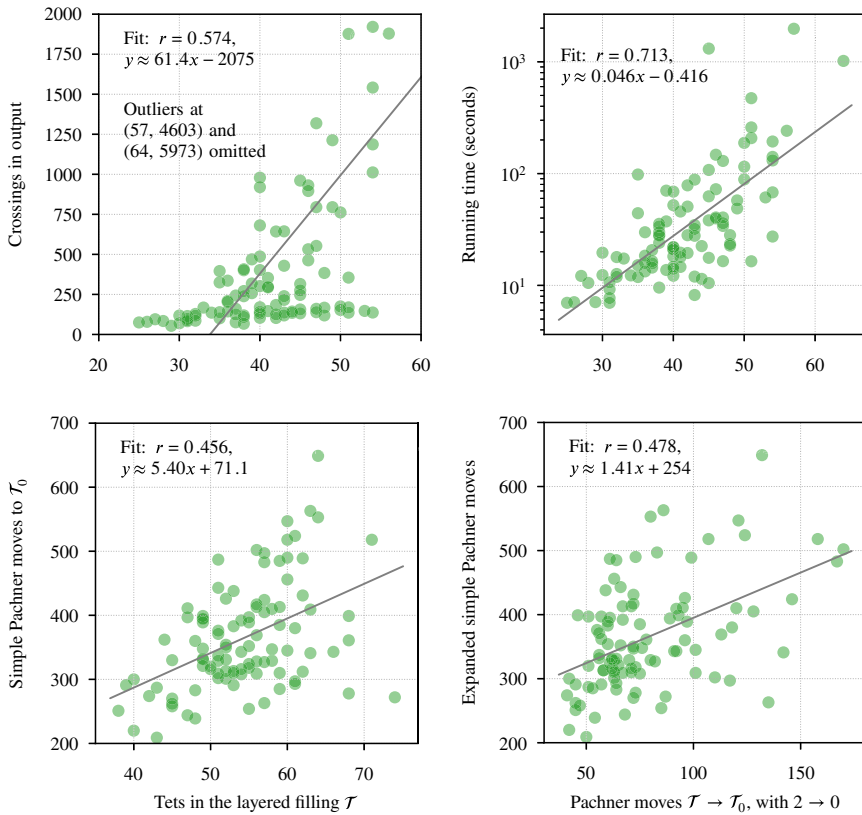 2000
1750
1500
1250
1000
750
500
250
0
Crossings in output
Fit: r = 0.574,
y ≈ 61.4x − 2075
Outliers at
(57, 4603) and
(64, 5973) omitted
20 30 40 50 60
10³
10²
10¹
Running time (seconds)
Fit: r = 0.713,
y ≈ 0.046x − 0.416
30 40 50 60
700
600
500
400
300
200
Simple Pachner moves to 𝒯₀
Fit: r = 0.456,
y ≈ 5.40x + 71.1
40 50 60 70
Tets in the layered filling 𝒯
700
600
500
400
300
200
Expanded simple Pachner moves
Fit: r = 0.478,
y ≈ 1.41x + 254
50 100 150
Pachner moves 𝒯 → 𝒯₀, with 2 → 0